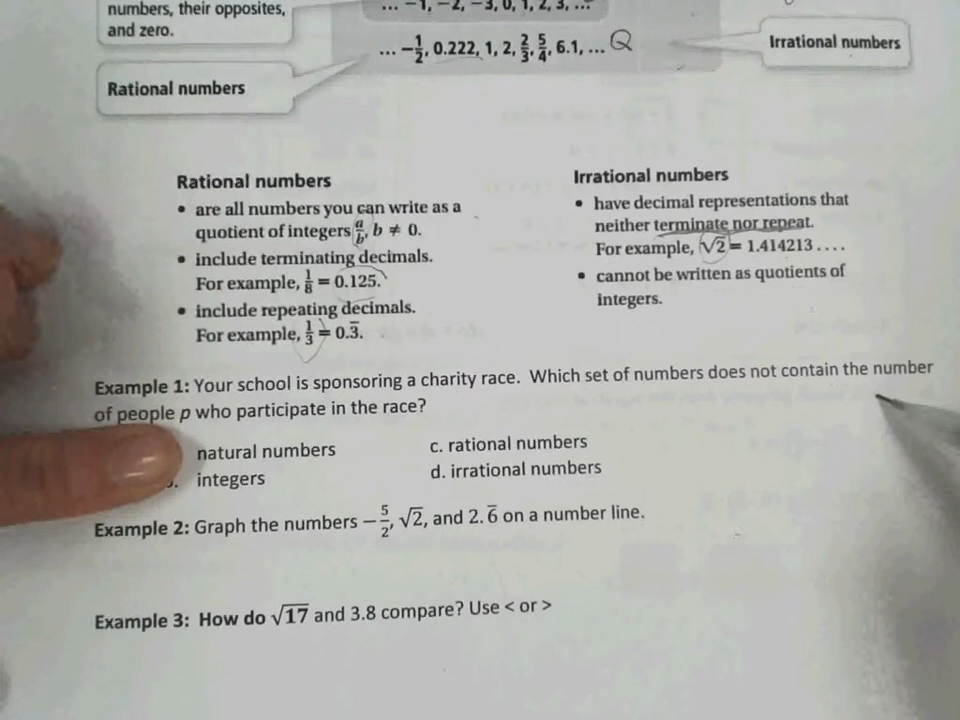 numbers, their opposites,
and zero.
... −1, −2, −3, 0, 1, 2, 3, ...
... −1/2, 0.222, 1, 2, 2/3, 5/4, 6.1, ... Q
Irrational numbers
Rational numbers
Rational numbers
• are all numbers you can write as a
quotient of integers a/b, b ≠ 0.
• include terminating decimals.
For example, 1/8 = 0.125.
• include repeating decimals.
For example, 1/3 = 0.3̅.
Irrational numbers
• have decimal representations that
neither terminate nor repeat.
For example, √2 = 1.414213 . . . .
• cannot be written as quotients of
integers.
Example 1: Your school is sponsoring a charity race. Which set of numbers does not contain the number
of people p who participate in the race?
natural numbers
integers
c. rational numbers
d. irrational numbers
Example 2: Graph the numbers −5/2, √2, and 2.6̅ on a number line.
Example 3: How do √17 and 3.8 compare? Use < or >